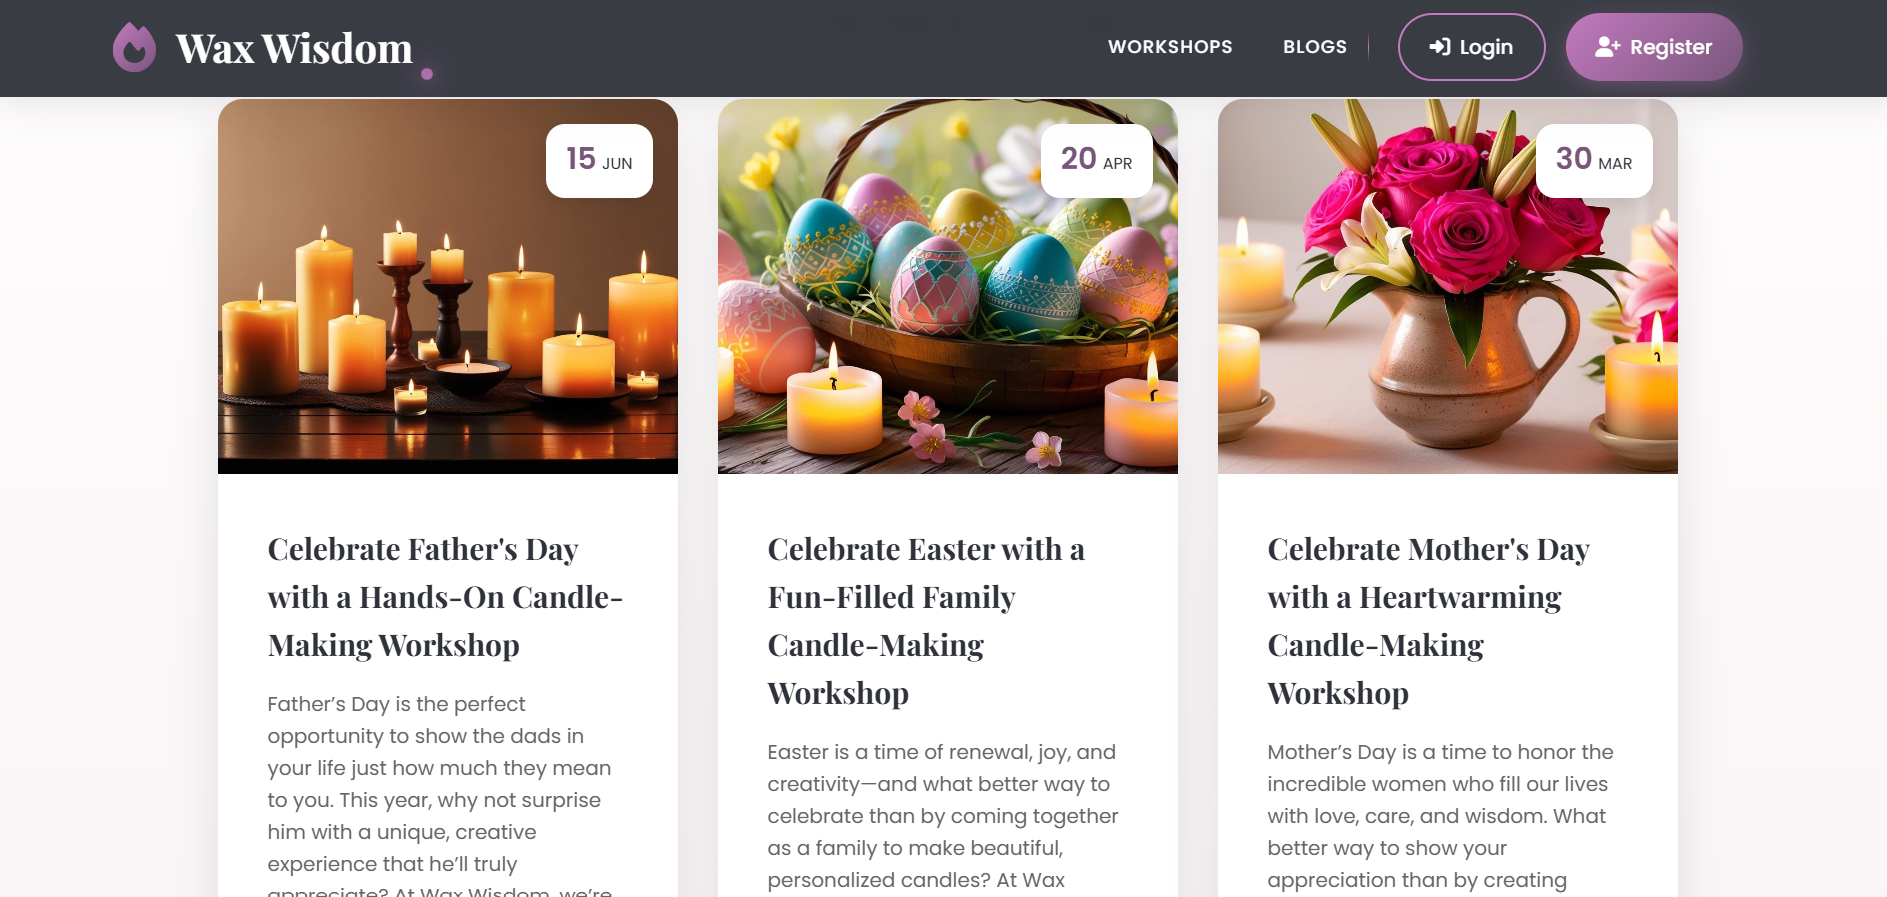 Wax Wisdom
WORKSHOPS
BLOGS
Login
Register
15 JUN
20 APR
30 MAR
Celebrate Father's Day
with a Hands-On Candle-
Making Workshop
Father’s Day is the perfect
opportunity to show the dads in
your life just how much they mean
to you. This year, why not surprise
him with a unique, creative
experience that he’ll truly
appreciate? At Wax Wisdom, we’re
Celebrate Easter with a
Fun-Filled Family
Candle-Making
Workshop
Easter is a time of renewal, joy, and
creativity—and what better way to
celebrate than by coming together
as a family to make beautiful,
personalized candles? At Wax
Celebrate Mother's Day
with a Heartwarming
Candle-Making
Workshop
Mother’s Day is a time to honor the
incredible women who fill our lives
with love, care, and wisdom. What
better way to show your
appreciation than by creating